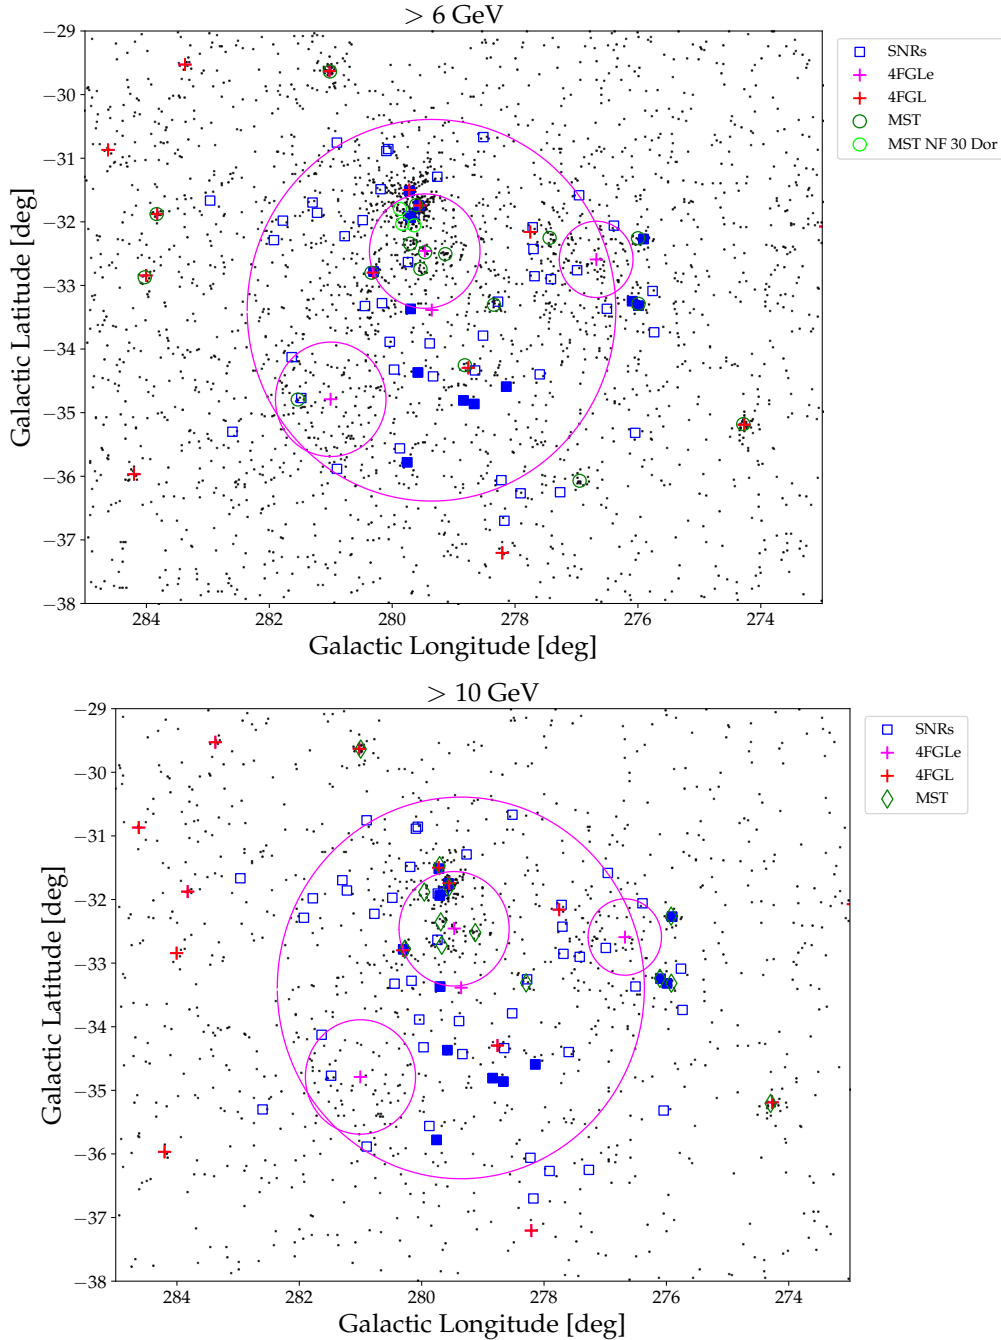 > 6 GeV
−29
−30
−31
−32
−33
−34
−35
−36
−37
−38
Galactic Latitude [deg]
284
282
280
278
276
274
Galactic Longitude [deg]
SNRs
4FGLe
4FGL
MST
MST NF 30 Dor
> 10 GeV
−29
−30
−31
−32
−33
−34
−35
−36
−37
−38
Galactic Latitude [deg]
284
282
280
278
276
274
Galactic Longitude [deg]
SNRs
4FGLe
4FGL
MST